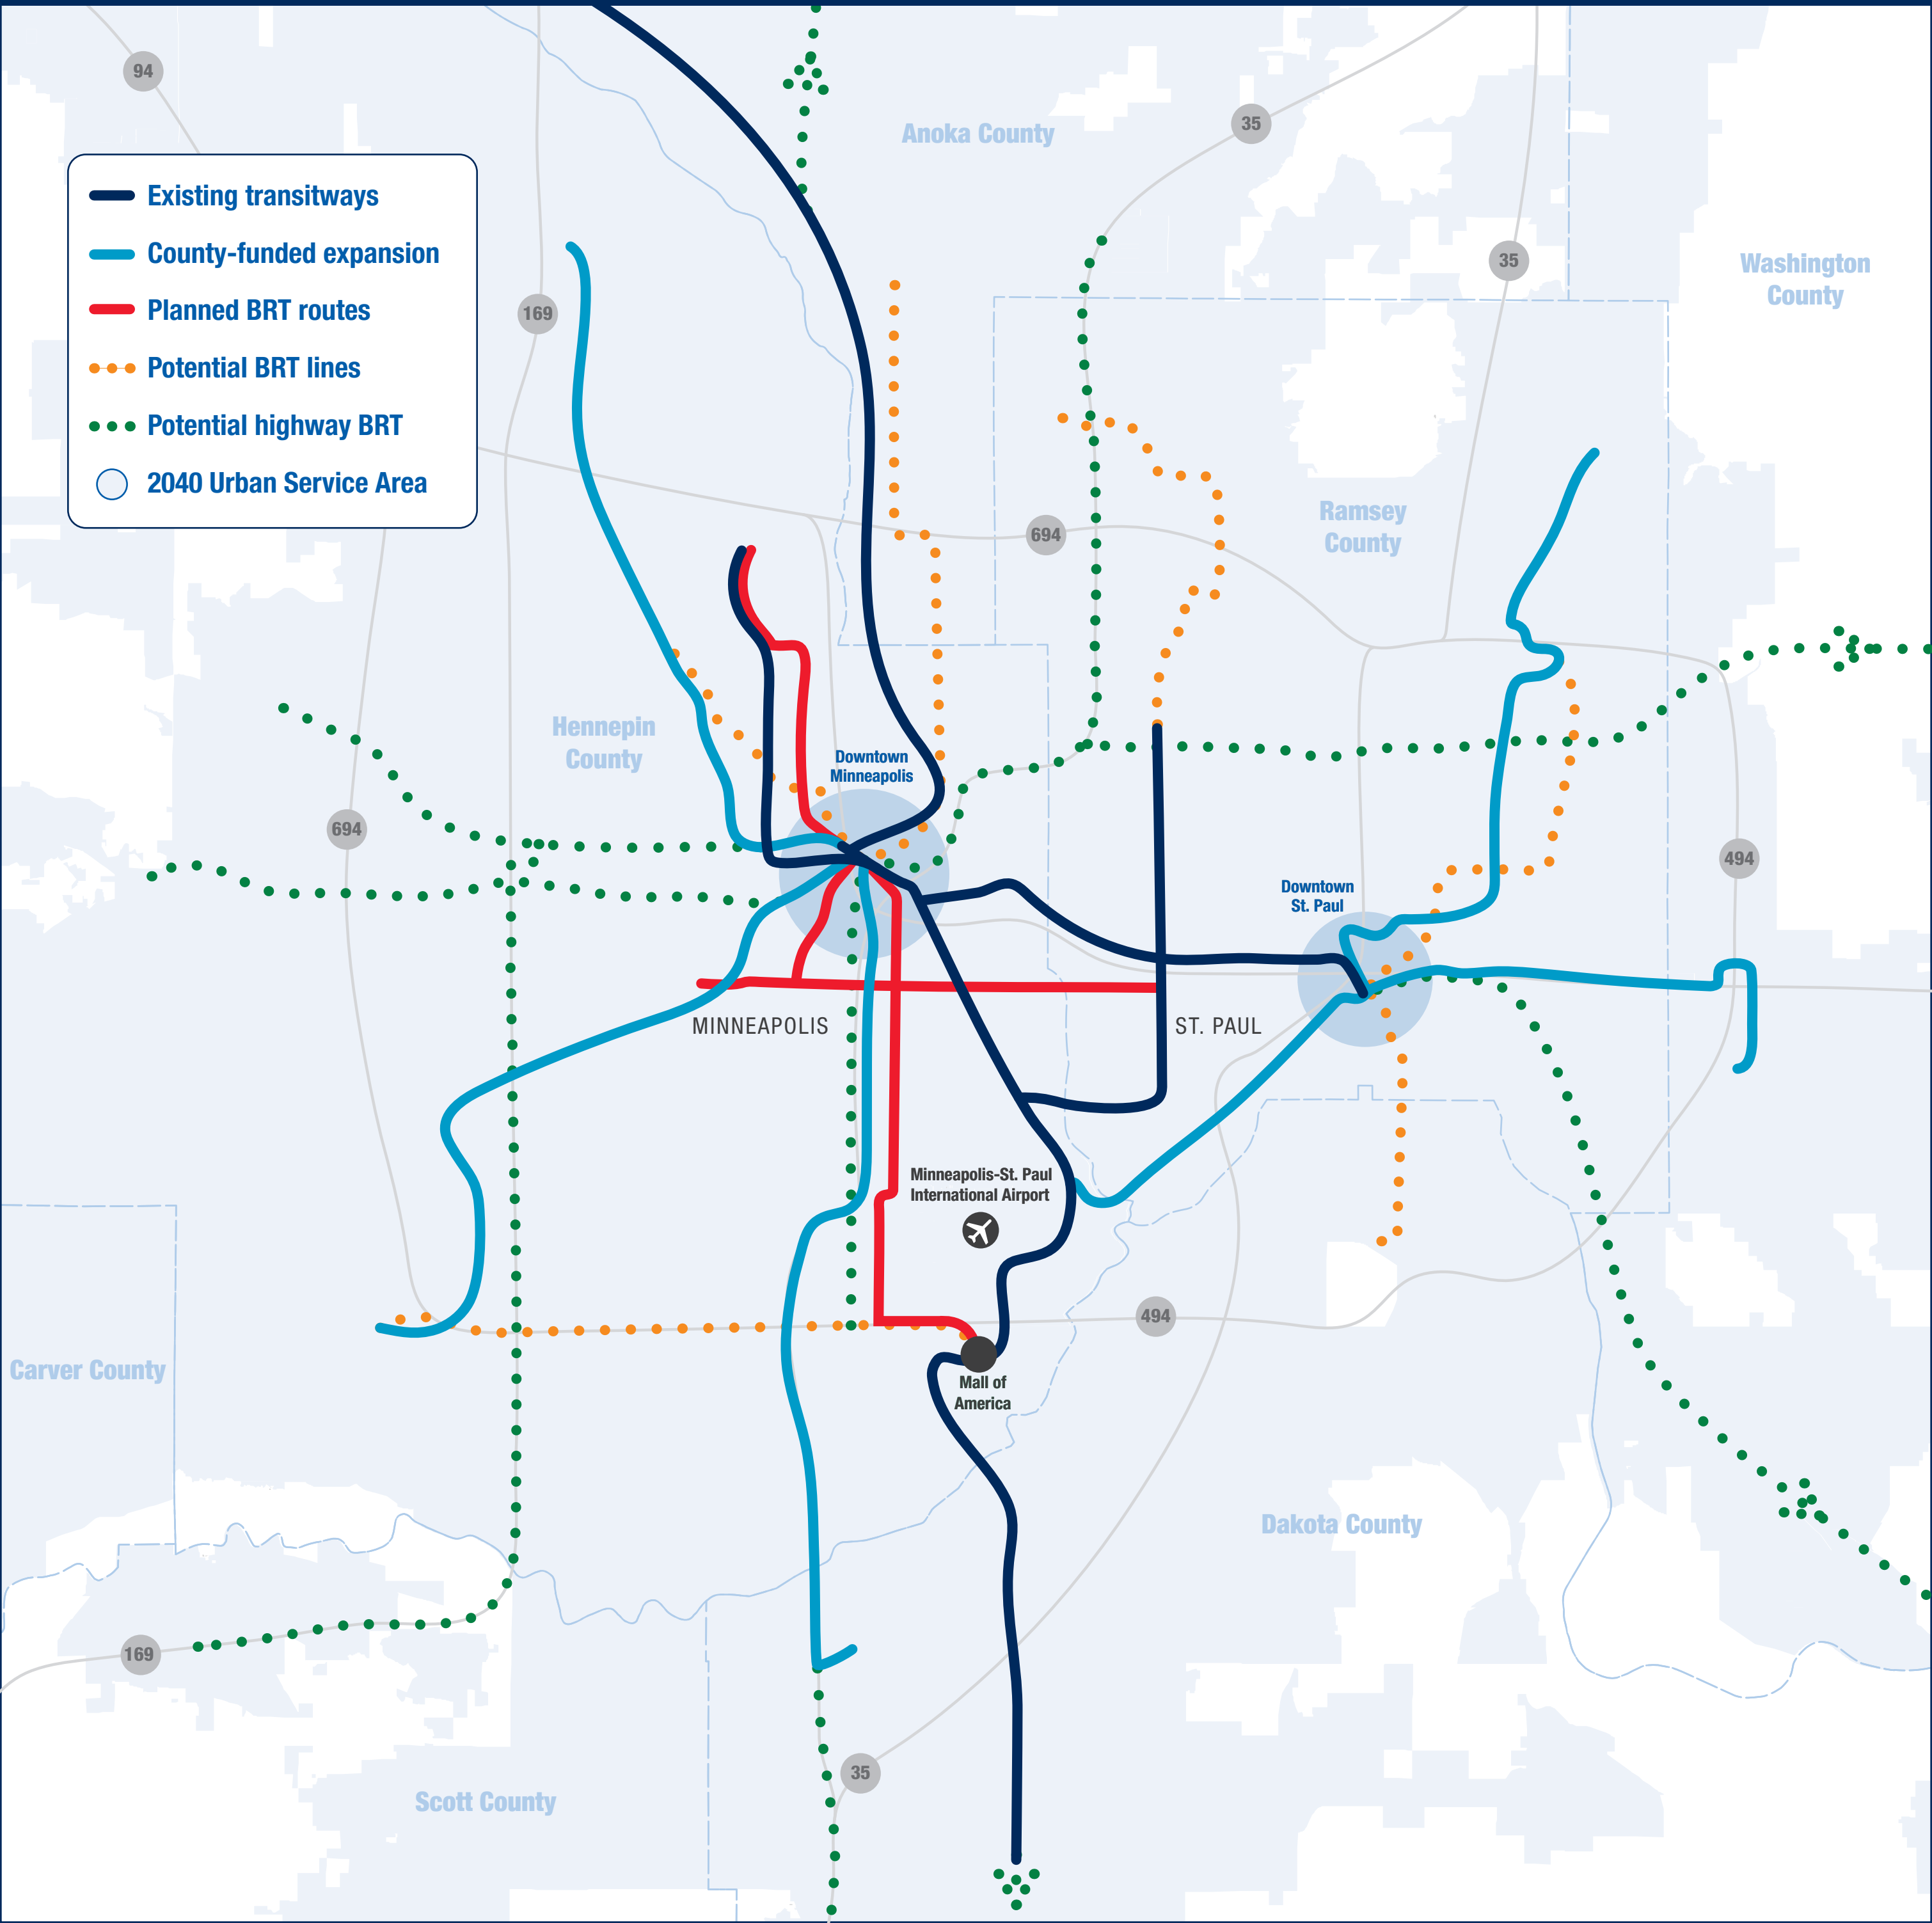 94
Anoka County
35
Existing transitways
County-funded expansion
Planned BRT routes
Potential BRT lines
Potential highway BRT
2040 Urban Service Area
35
Washington
County
169
Ramsey
County
694
Hennepin
County
Downtown
Minneapolis
694
494
Downtown
St. Paul
MINNEAPOLIS
ST. PAUL
Minneapolis-St. Paul
International Airport
494
Carver County
Mall of
America
Dakota County
169
35
Scott County